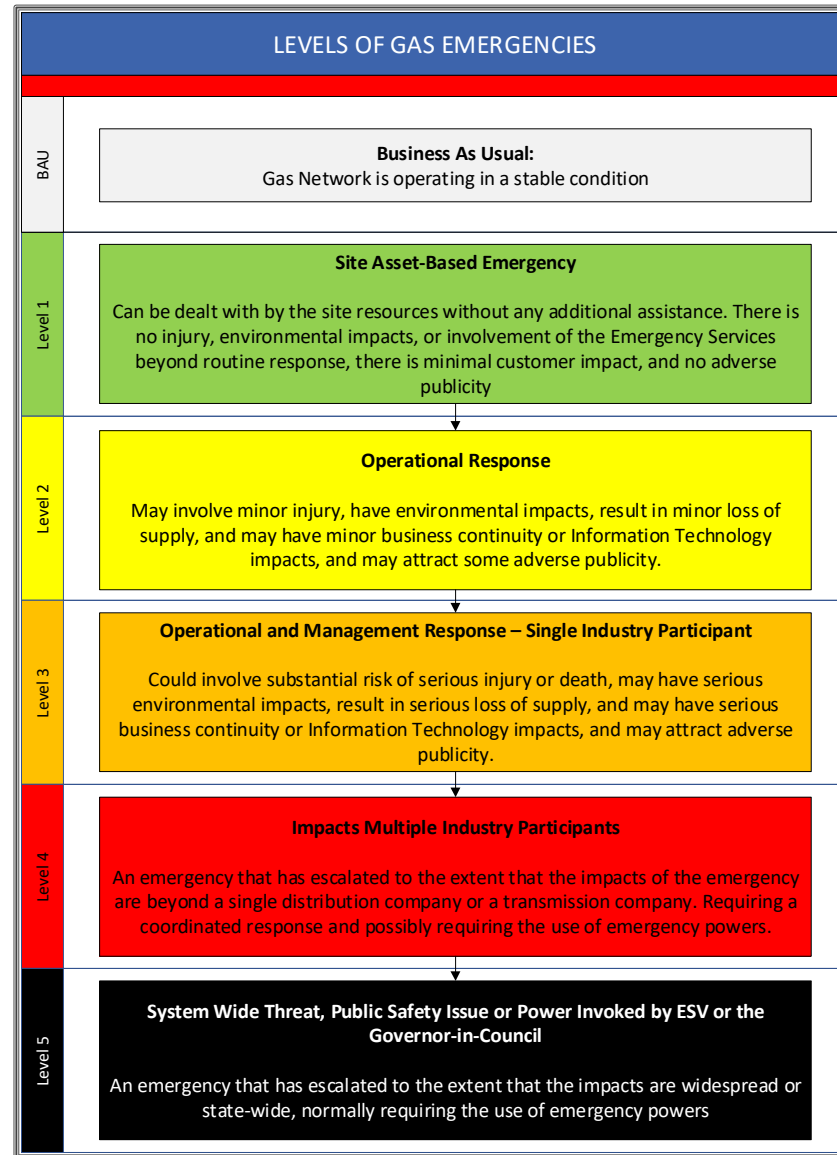 LEVELS OF GAS EMERGENCIES
BAU
Business As Usual:
Gas Network is operating in a stable condition
Level 1
Site Asset-Based Emergency
Can be dealt with by the site resources without any additional assistance. There is
no injury, environmental impacts, or involvement of the Emergency Services
beyond routine response, there is minimal customer impact, and no adverse
publicity
Level 2
Operational Response
May involve minor injury, have environmental impacts, result in minor loss of
supply, and may have minor business continuity or Information Technology
impacts, and may attract some adverse publicity.
Level 3
Operational and Management Response – Single Industry Participant
Could involve substantial risk of serious injury or death, may have serious
environmental impacts, result in serious loss of supply, and may have serious
business continuity or Information Technology impacts, and may attract adverse
publicity.
Level 4
Impacts Multiple Industry Participants
An emergency that has escalated to the extent that the impacts of the emergency
are beyond a single distribution company or a transmission company. Requiring a
coordinated response and possibly requiring the use of emergency powers.
Level 5
System Wide Threat, Public Safety Issue or Power Invoked by ESV or the
Governor-in-Council
An emergency that has escalated to the extent that the impacts are widespread or
state-wide, normally requiring the use of emergency powers